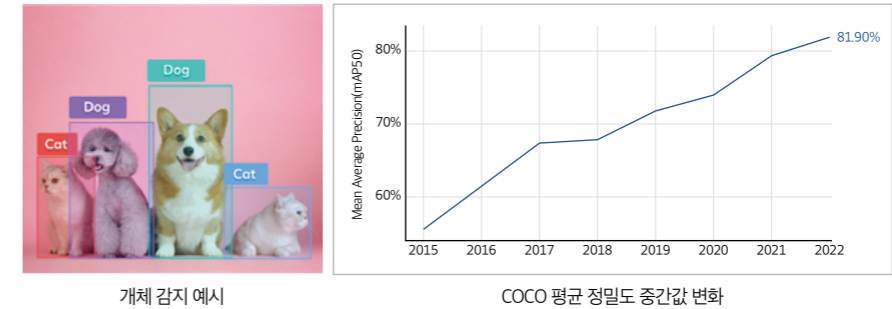 Dog
Dog
Cat
Cat
개체 감지 예시
Mean Average Precision(mAP50)
80%
70%
60%
81.90%
2015 2016 2017 2018 2019 2020 2021 2022
COCO 평균 정밀도 중간값 변화